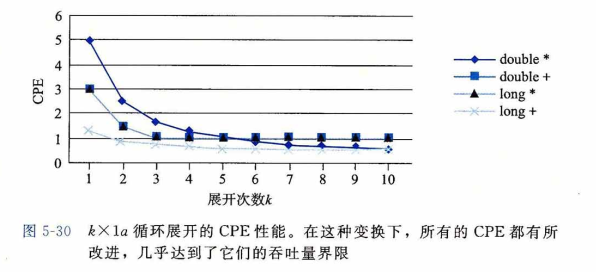 6
5
4
3
2
1
0
CPE
1 2 3 4 5 6 7 8 9 10
展开次数k
double *
double +
long *
long +
图 5-30 k×1a 循环展开的 CPE 性能。在这种变换下，所有的 CPE 都有所
改进，几乎达到了它们的吞吐量界限